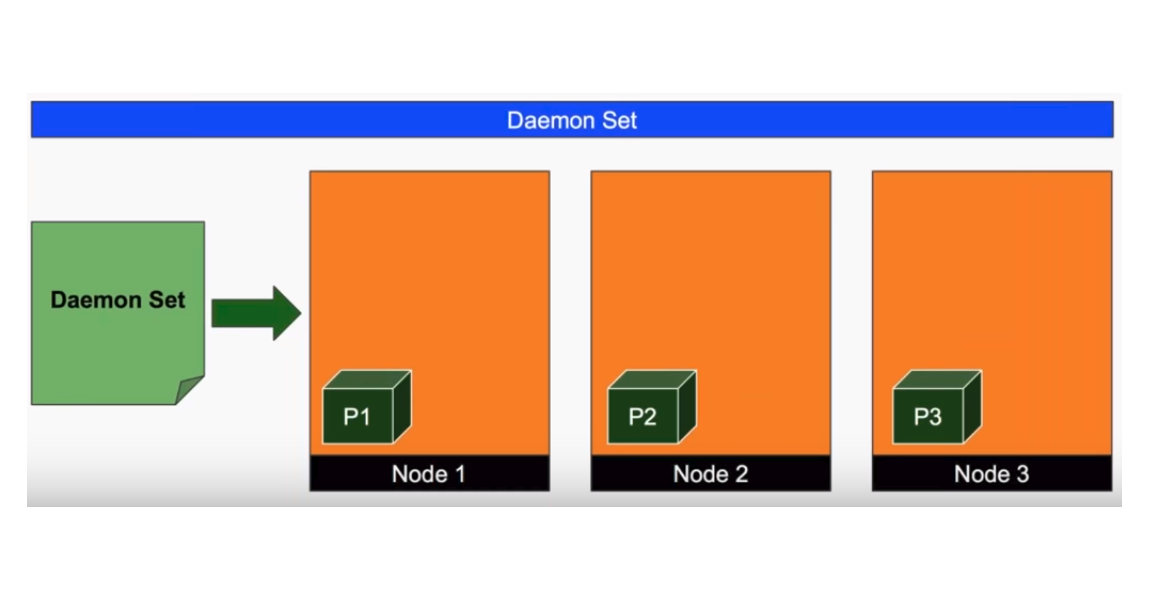 Daemon Set
Daemon Set
P1
P2
P3
Node 1
Node 2
Node 3